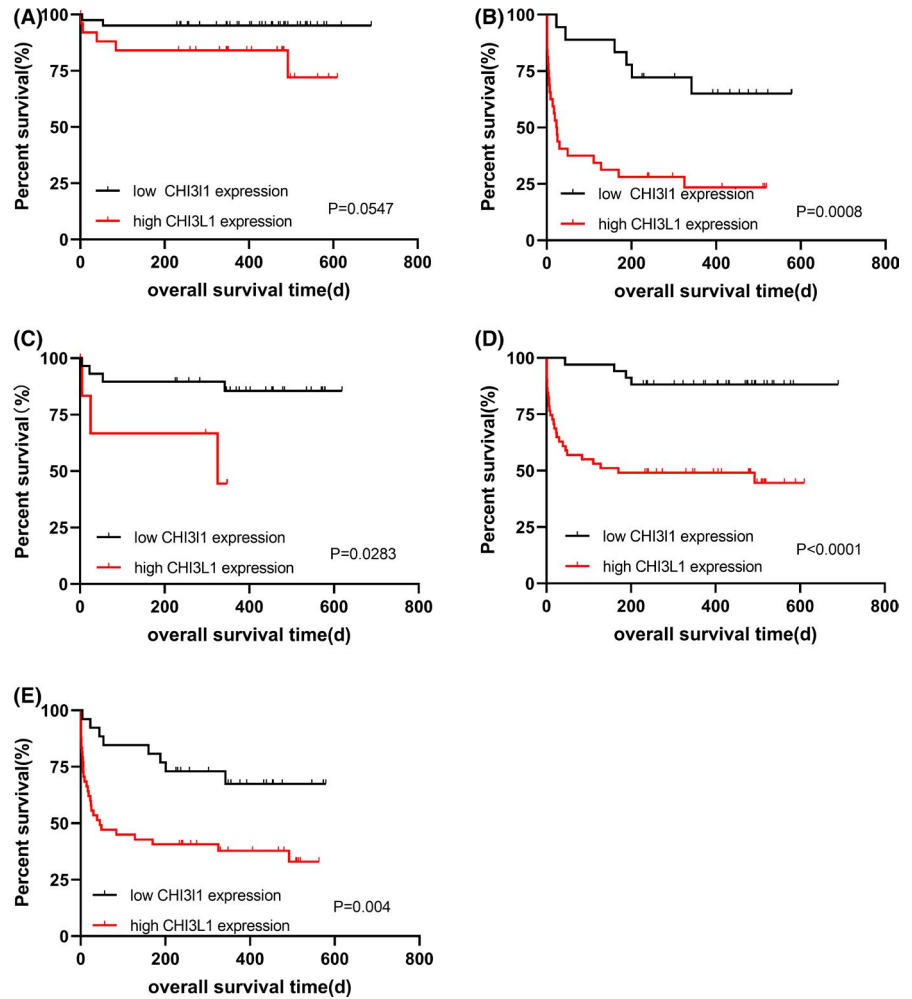 (A)
100
75
50
25
0
Percent survival(%)
low CHI3l1 expression
high CHI3L1 expression
P=0.0547
0 200 400 600 800
overall survival time(d)
(B)
100
75
50
25
0
Percent survival(%)
low CHI3l1 expression
high CHI3L1 expression
P=0.0008
0 200 400 600 800
overall survival time(d)
(C)
100
75
50
25
0
Percent survival (%)
low CHI3l1 expression
high CHI3L1 expression
P=0.0283
0 200 400 600 800
overall survival time(d)
(D)
100
75
50
25
0
Percent survival(%)
low CHI3l1 expression
high CHI3L1 expression
P<0.0001
0 200 400 600 800
overall survival time(d)
(E)
100
75
50
25
0
Percent survival(%)
low CHI3l1 expression
high CHI3L1 expression
P=0.004
0 200 400 600 800
overall survival time(d)